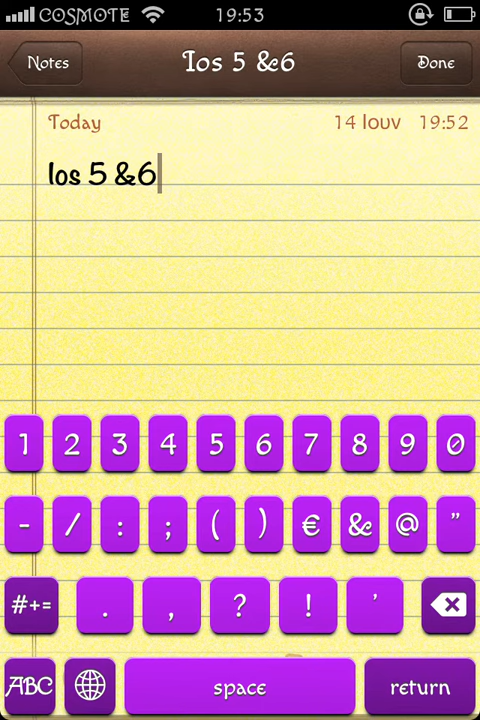 COSMOTE 19:53
Notes Ios 5 &6 Done
Today 14 Ιουν 19:52
Ios 5 &6
1 2 3 4 5 6 7 8 9 0
- / : ; ( ) € & @ "
#+= . , ? ! '
ABC space return